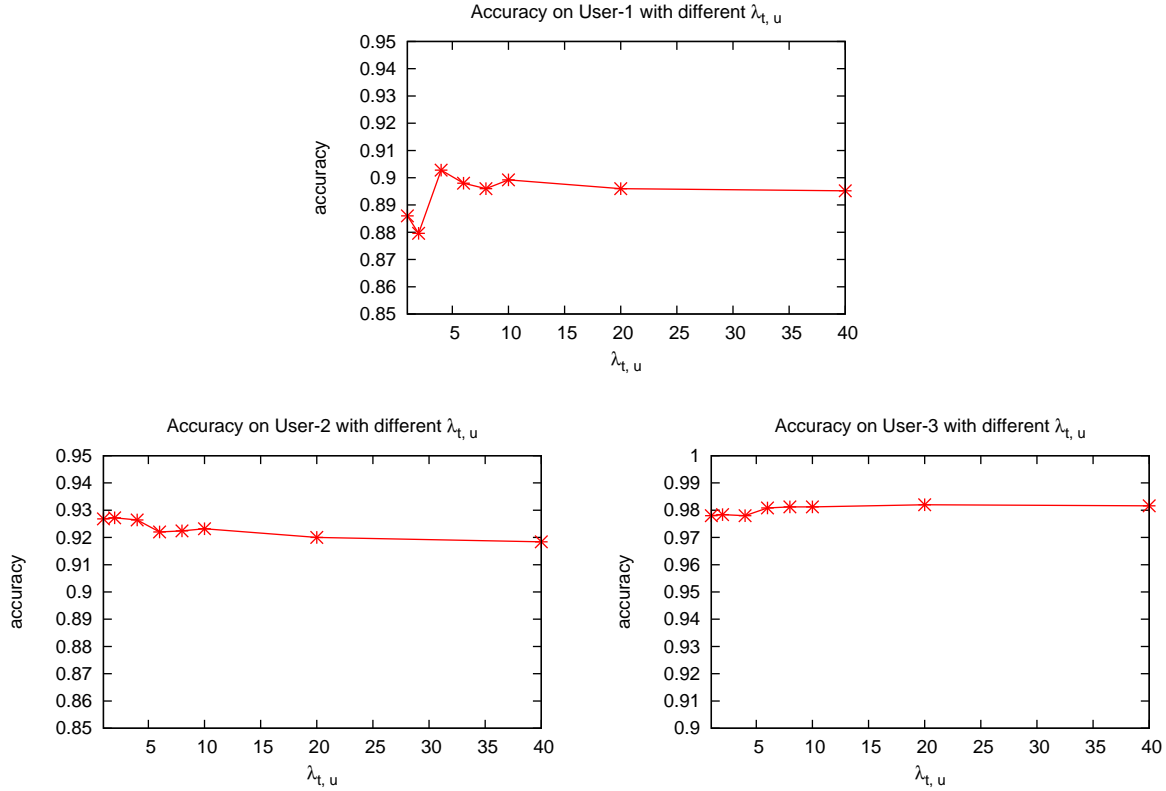 Accuracy on User-1 with different λt, u
0.95
0.94
0.93
0.92
0.91
0.9
0.89
0.88
0.87
0.86
0.85
accuracy
5 10 15 20 25 30 35 40
λt, u
Accuracy on User-2 with different λt, u
0.95
0.94
0.93
0.92
0.91
0.9
0.89
0.88
0.87
0.86
0.85
accuracy
5 10 15 20 25 30 35 40
λt, u
Accuracy on User-3 with different λt, u
1
0.99
0.98
0.97
0.96
0.95
0.94
0.93
0.92
0.91
0.9
accuracy
5 10 15 20 25 30 35 40
λt, u